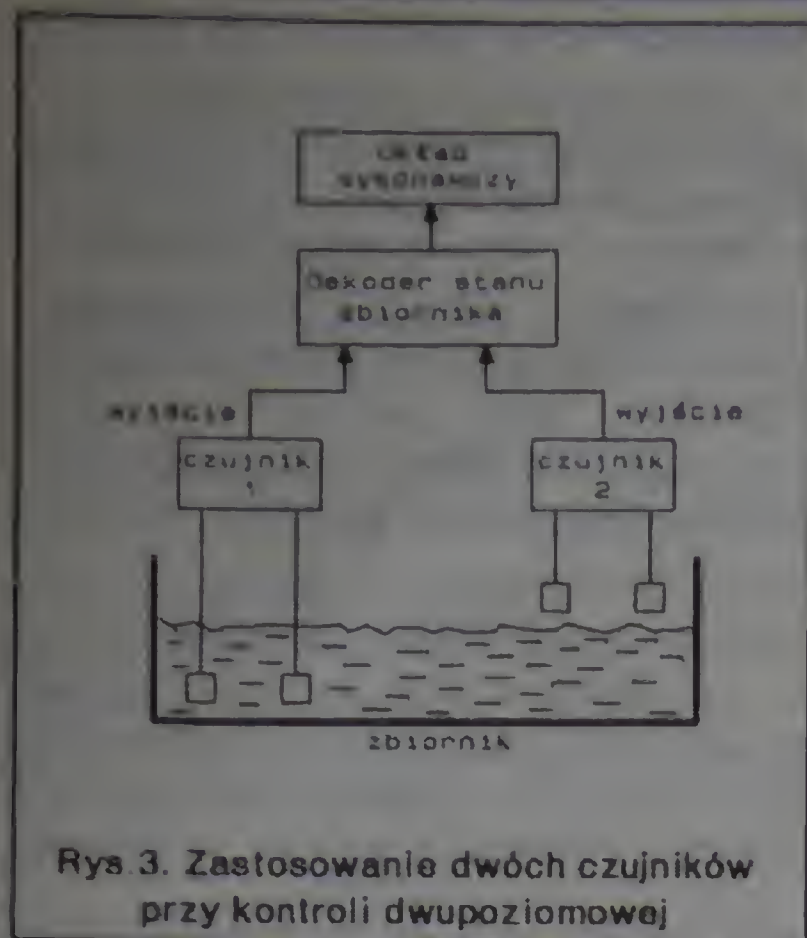 układ
wykonawczy
Dekoder stanu
zbiornika
wyjście
wyjście
czujnik
1
czujnik
2
zbiornik
Rys.3. Zastosowanie dwóch czujników
przy kontroli dwupoziomowej